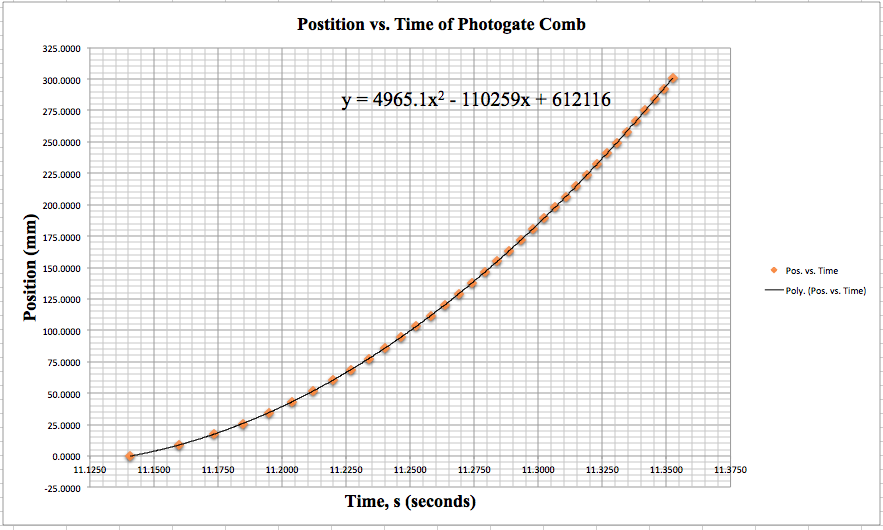 Postition vs. Time of Photogate Comb
325.0000
300.0000
275.0000
250.0000
225.0000
200.0000
175.0000
150.0000
125.0000
100.0000
75.0000
50.0000
25.0000
0.0000
-25.0000
y = 4965.1x² - 110259x + 612116
Position (mm)
11.1250 11.1500 11.1750 11.2000 11.2250 11.2500 11.2750 11.3000 11.3250 11.3500 11.3750
Time, s (seconds)
Pos. vs. Time
Poly. (Pos. vs. Time)